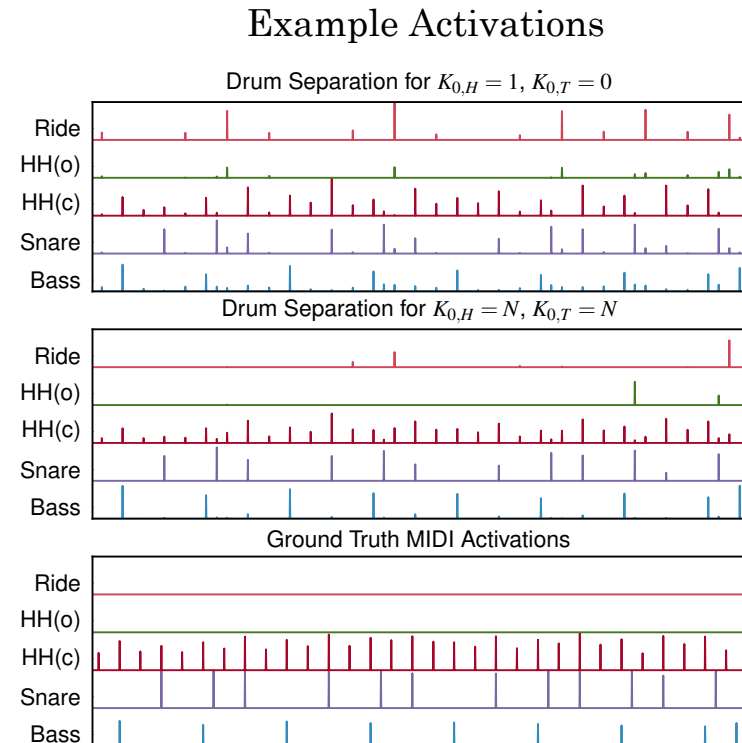 Example Activations
Drum Separation for K₀,H = 1, K₀,T = 0
Ride
HH(o)
HH(c)
Snare
Bass
Drum Separation for K₀,H = N, K₀,T = N
Ride
HH(o)
HH(c)
Snare
Bass
Ground Truth MIDI Activations
Ride
HH(o)
HH(c)
Snare
Bass